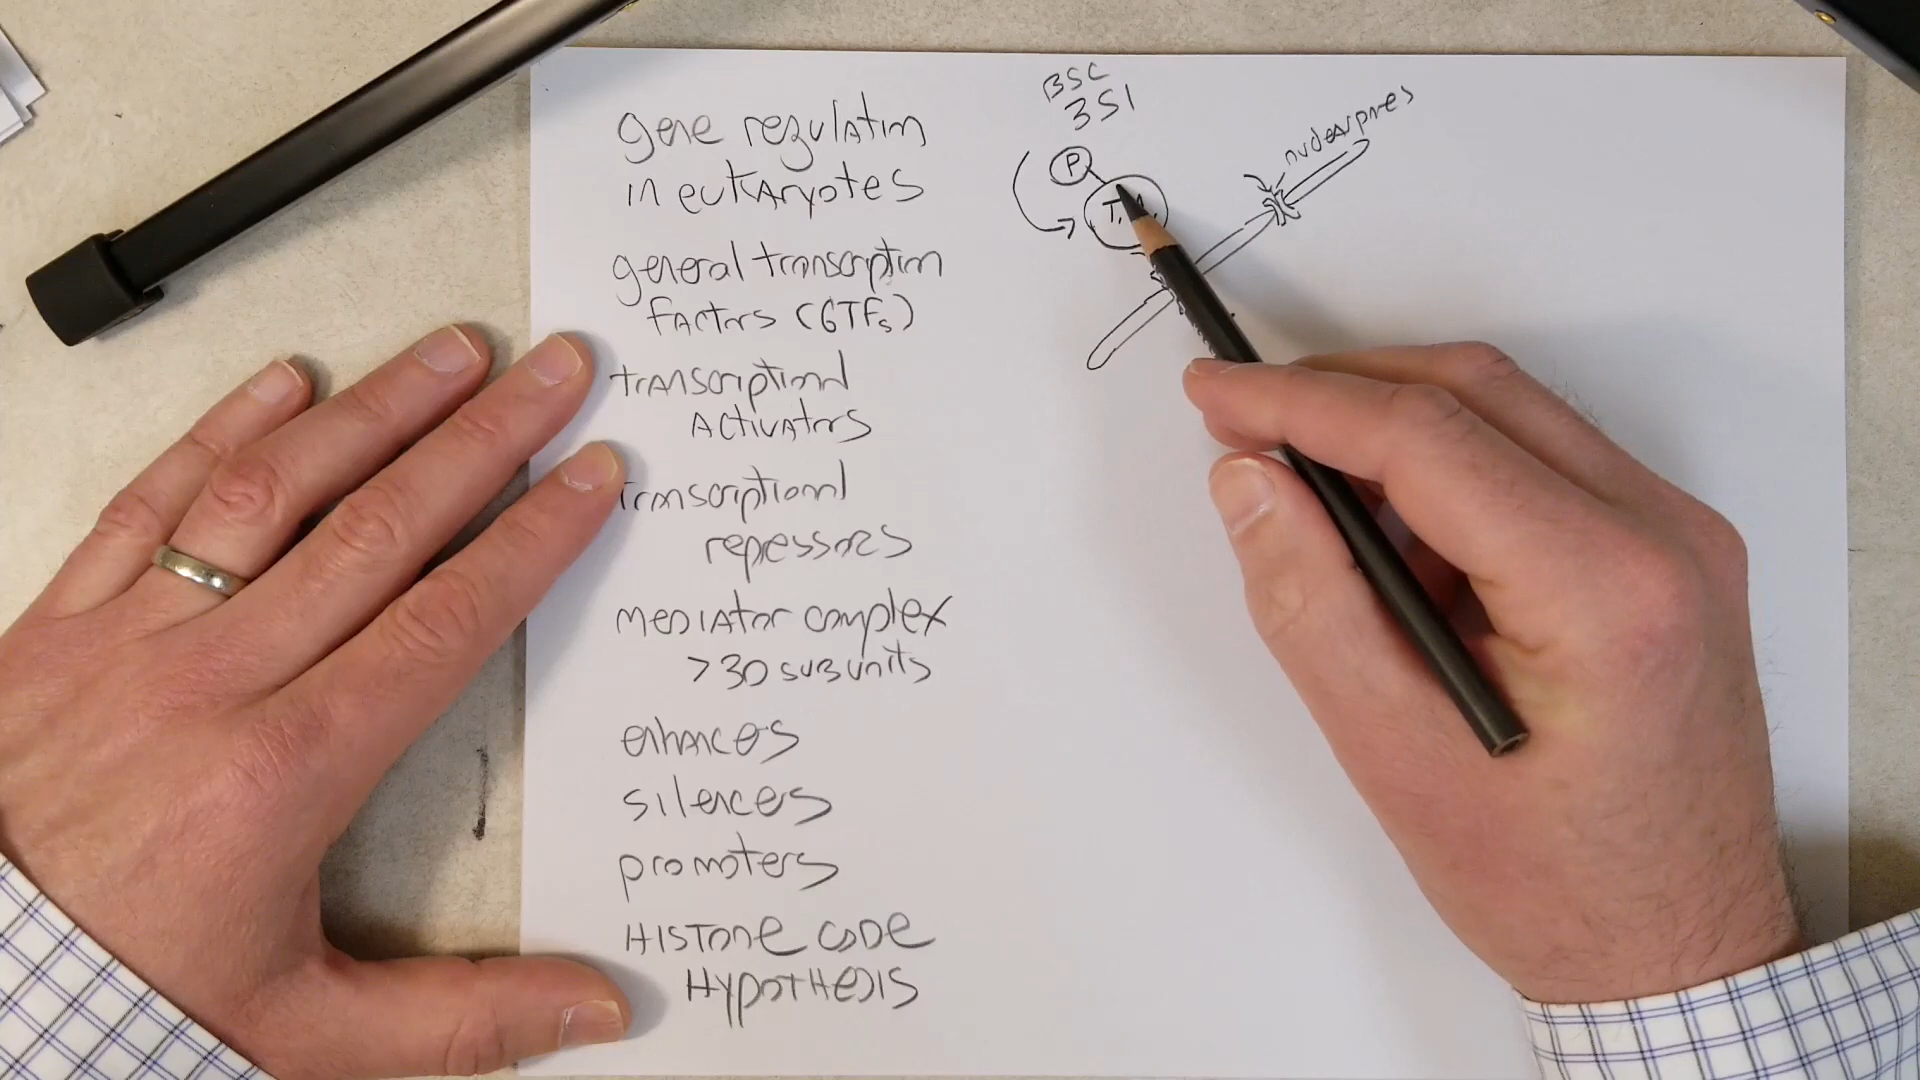 gene regulation
in eukaryotes
general transcription
factors (GTFs)
transcriptional
activators
transcriptional
repressors
mediator complex
>30 subunits
enhancers
silencers
promoters
Histone code
Hypothesis
BSC
351
P
nuclear pores